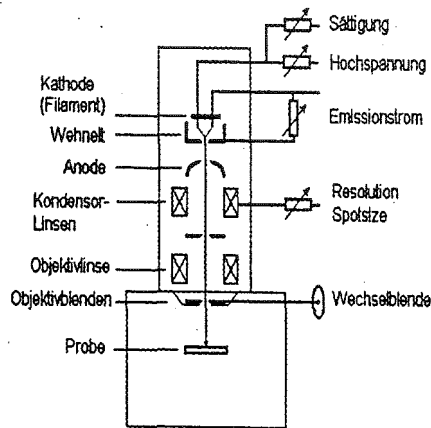 Sättigung
Hochspannung
Kathode
(Filament)
Emissionstrom
Wehnelt
Anode
Kondensor-
Linsen
Resolution
Spotsize
Objektivlinse
Objektivblenden
Wechselblende
Probe